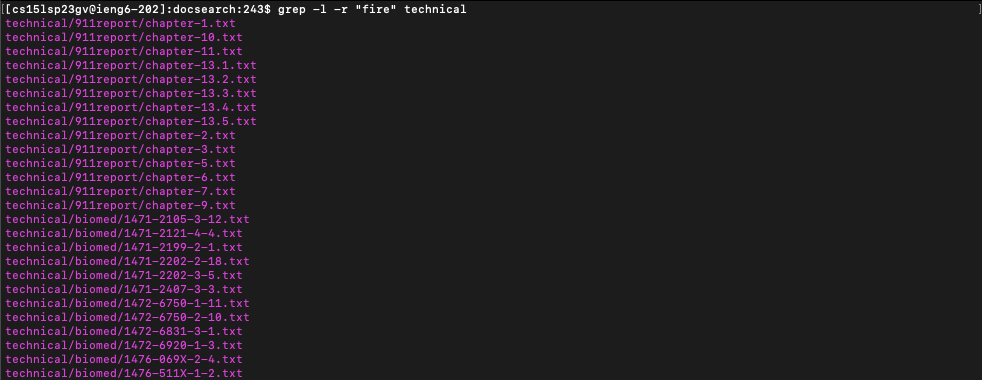 [[cs15lsp23gv@ieng6-202]:docsearch:243$ grep -l -r "fire" technical ]
technical/911report/chapter-1.txt
technical/911report/chapter-10.txt
technical/911report/chapter-11.txt
technical/911report/chapter-13.1.txt
technical/911report/chapter-13.2.txt
technical/911report/chapter-13.3.txt
technical/911report/chapter-13.4.txt
technical/911report/chapter-13.5.txt
technical/911report/chapter-2.txt
technical/911report/chapter-3.txt
technical/911report/chapter-5.txt
technical/911report/chapter-6.txt
technical/911report/chapter-7.txt
technical/911report/chapter-9.txt
technical/biomed/1471-2105-3-12.txt
technical/biomed/1471-2121-4-4.txt
technical/biomed/1471-2199-2-1.txt
technical/biomed/1471-2202-2-18.txt
technical/biomed/1471-2202-3-5.txt
technical/biomed/1471-2407-3-3.txt
technical/biomed/1472-6750-1-11.txt
technical/biomed/1472-6750-2-10.txt
technical/biomed/1472-6831-3-1.txt
technical/biomed/1472-6920-1-3.txt
technical/biomed/1476-069X-2-4.txt
technical/biomed/1476-511X-1-2.txt